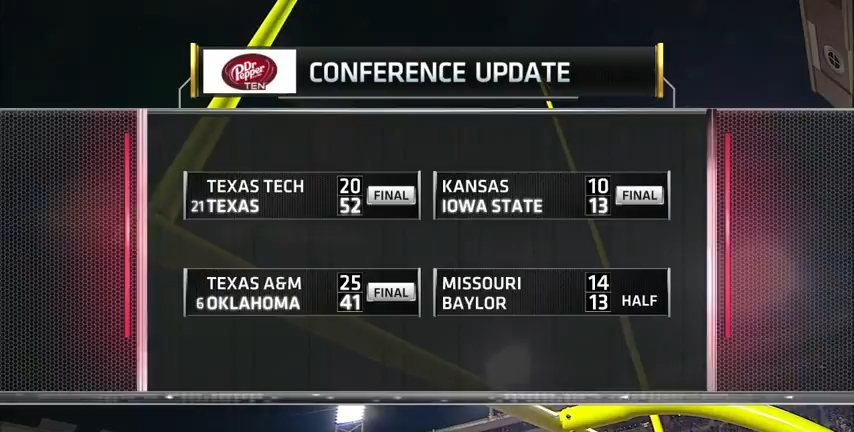 Dr Pepper
TEN
CONFERENCE UPDATE
TEXAS TECH 20
21 TEXAS 52
FINAL
KANSAS 10
IOWA STATE 13
FINAL
TEXAS A&M 25
6 OKLAHOMA 41
FINAL
MISSOURI 14
BAYLOR 13
HALF